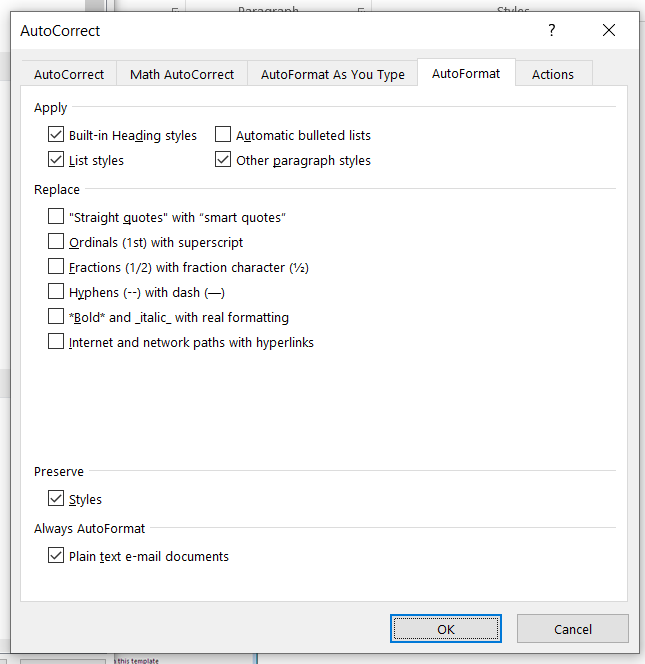 Paragraph Styles
AutoCorrect ?
AutoCorrect Math AutoCorrect AutoFormat As You Type AutoFormat Actions
Apply
Built-in Heading styles Automatic bulleted lists
List styles Other paragraph styles
Replace
"Straight quotes" with “smart quotes”
Ordinals (1st) with superscript
Fractions (1/2) with fraction character (½)
Hyphens (--) with dash (—)
*Bold* and _italic_ with real formatting
Internet and network paths with hyperlinks
Preserve
Styles
Always AutoFormat
Plain text e-mail documents
OK Cancel
this template